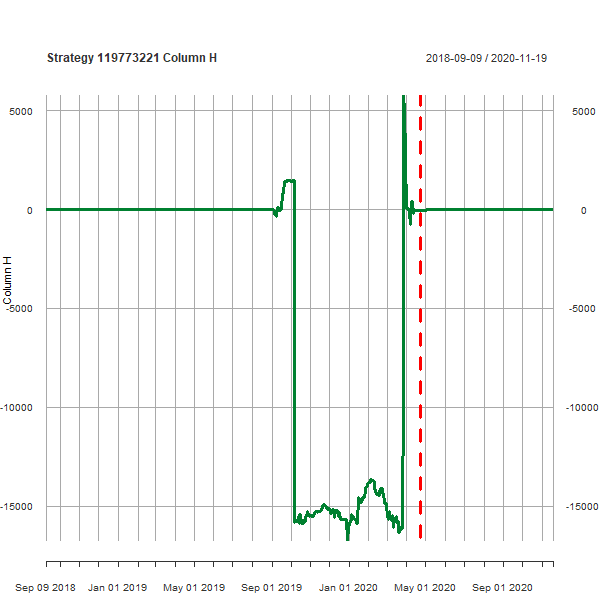 Strategy 119773221 Column H
2018-09-09 / 2020-11-19
5000
5000
0
0
-5000
-5000
-10000
-10000
-15000
-15000
Column H
Sep 09 2018
Jan 01 2019
May 01 2019
Sep 01 2019
Jan 01 2020
May 01 2020
Sep 01 2020